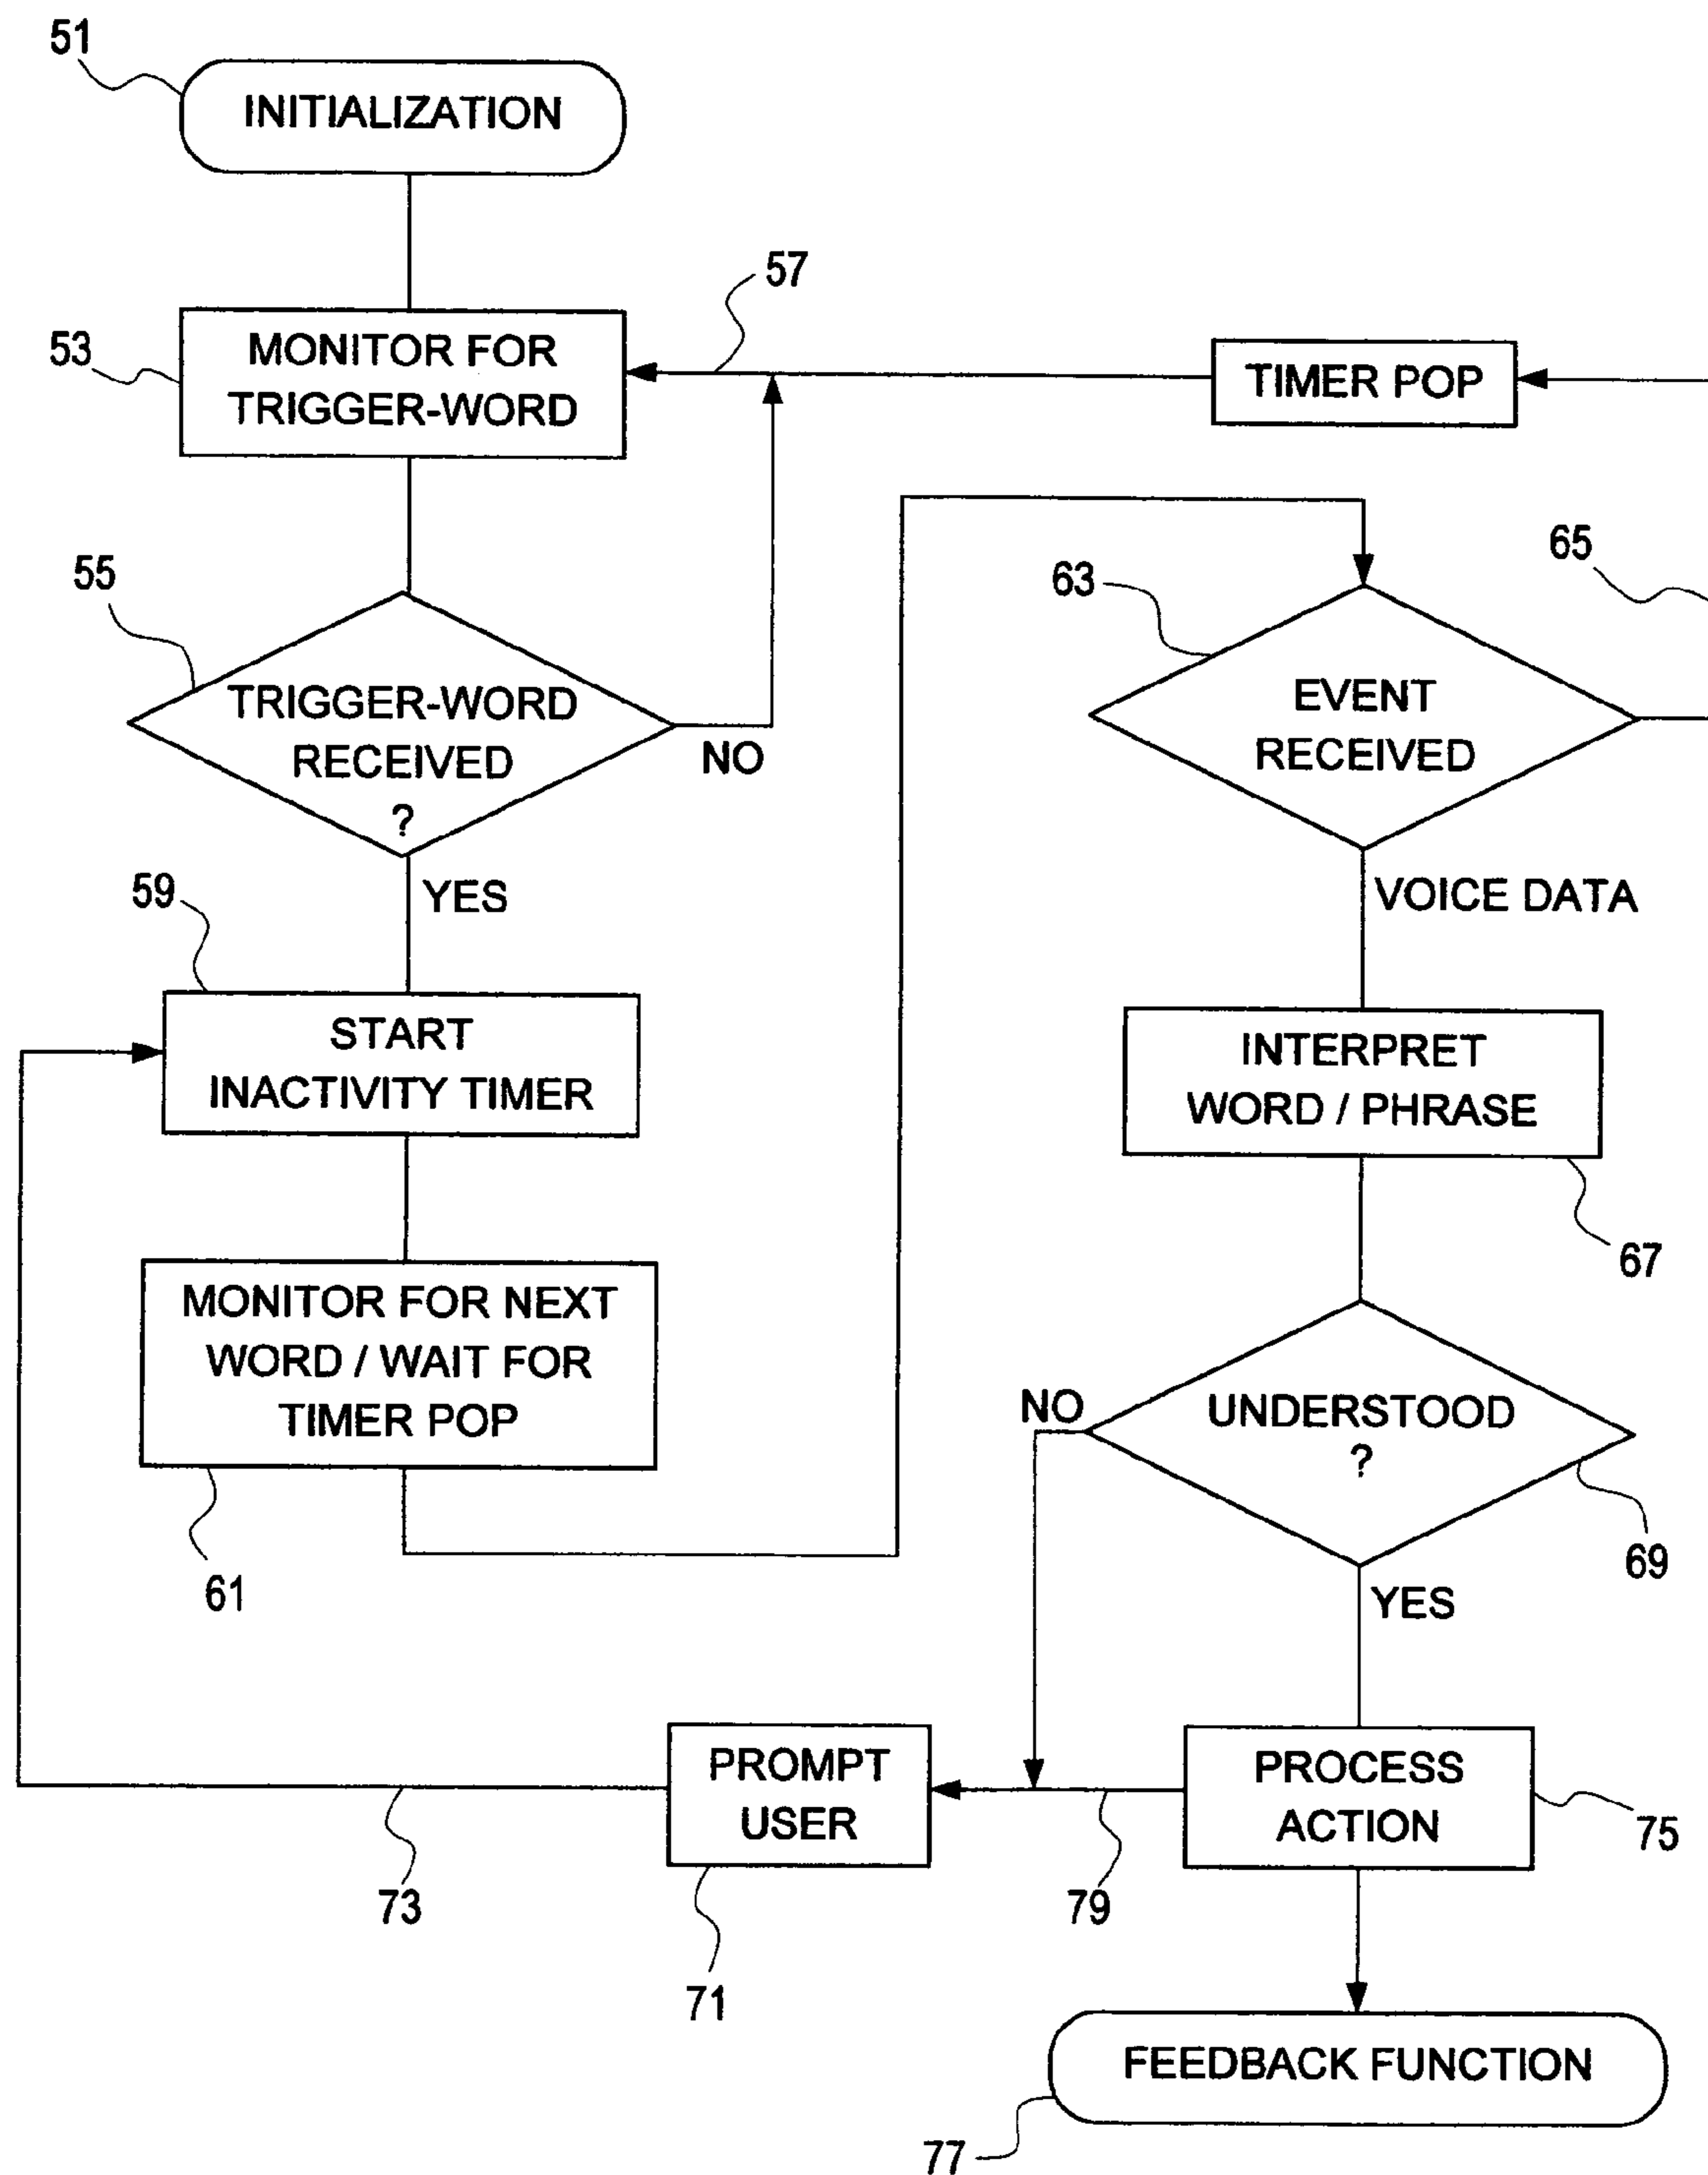 51
INITIALIZATION
57
53
MONITOR FOR
TRIGGER-WORD
TIMER POP
55
TRIGGER-WORD
RECEIVED
?
NO
YES
59
START
INACTIVITY TIMER
MONITOR FOR NEXT
WORD / WAIT FOR
TIMER POP
61
63
65
EVENT
RECEIVED
VOICE DATA
INTERPRET
WORD / PHRASE
67
UNDERSTOOD
?
NO
69
YES
PROCESS
ACTION
75
79
PROMPT
USER
71
73
FEEDBACK FUNCTION
77